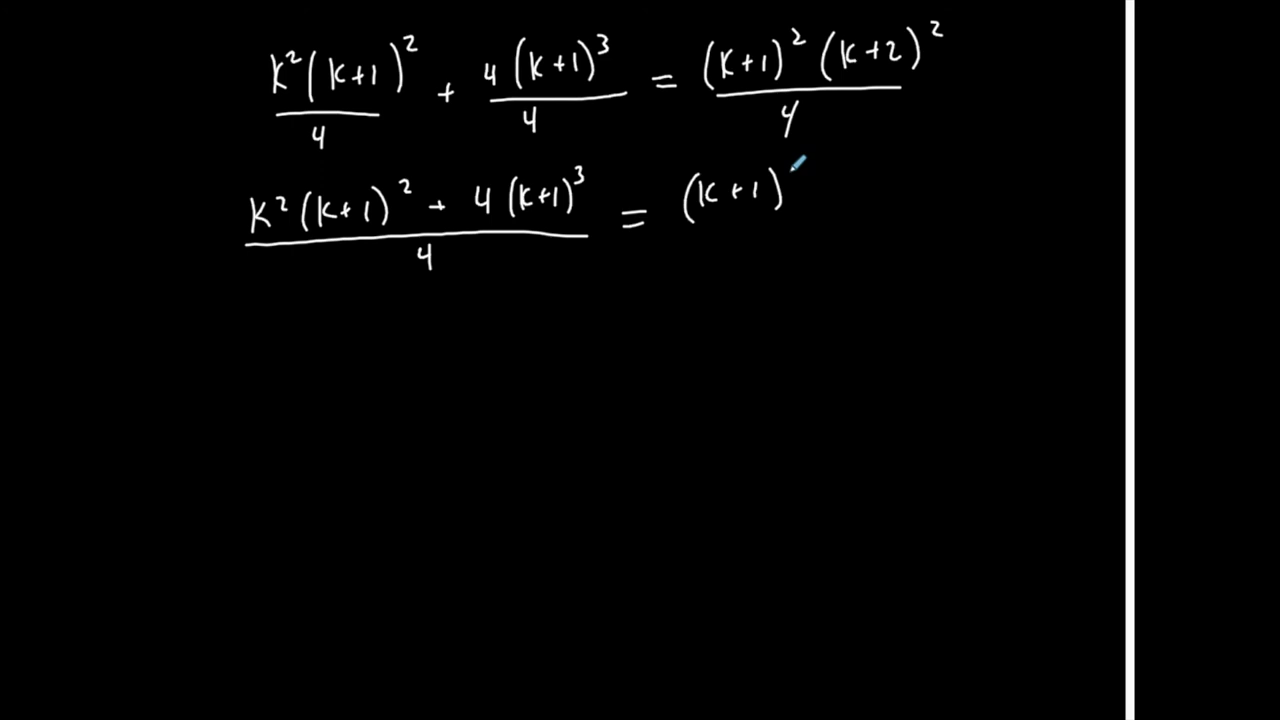 k²(k+1)²/4 + 4(k+1)³/4 = (k+1)²(k+2)²/4
k²(k+1)² + 4(k+1)³/4 = (k+1)